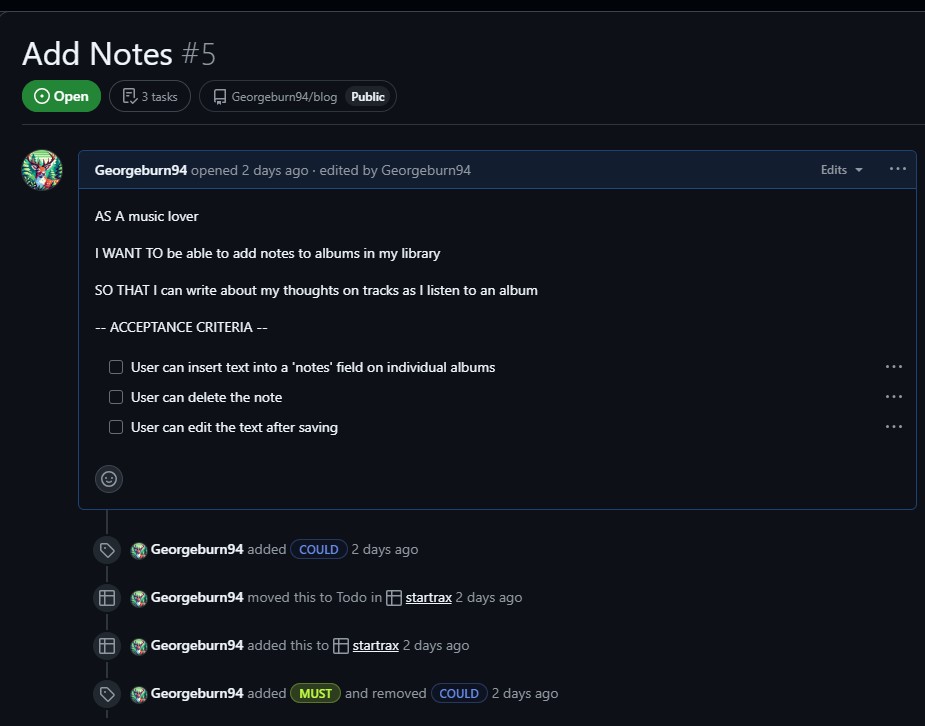 Add Notes #5
Open
3 tasks
Georgeburn94/blog Public
Georgeburn94 opened 2 days ago · edited by Georgeburn94
Edits
AS A music lover
I WANT TO be able to add notes to albums in my library
SO THAT I can write about my thoughts on tracks as I listen to an album
-- ACCEPTANCE CRITERIA --
User can insert text into a 'notes' field on individual albums
User can delete the note
User can edit the text after saving
Georgeburn94 added COULD 2 days ago
Georgeburn94 moved this to Todo in startrax 2 days ago
Georgeburn94 added this to startrax 2 days ago
Georgeburn94 added MUST and removed COULD 2 days ago